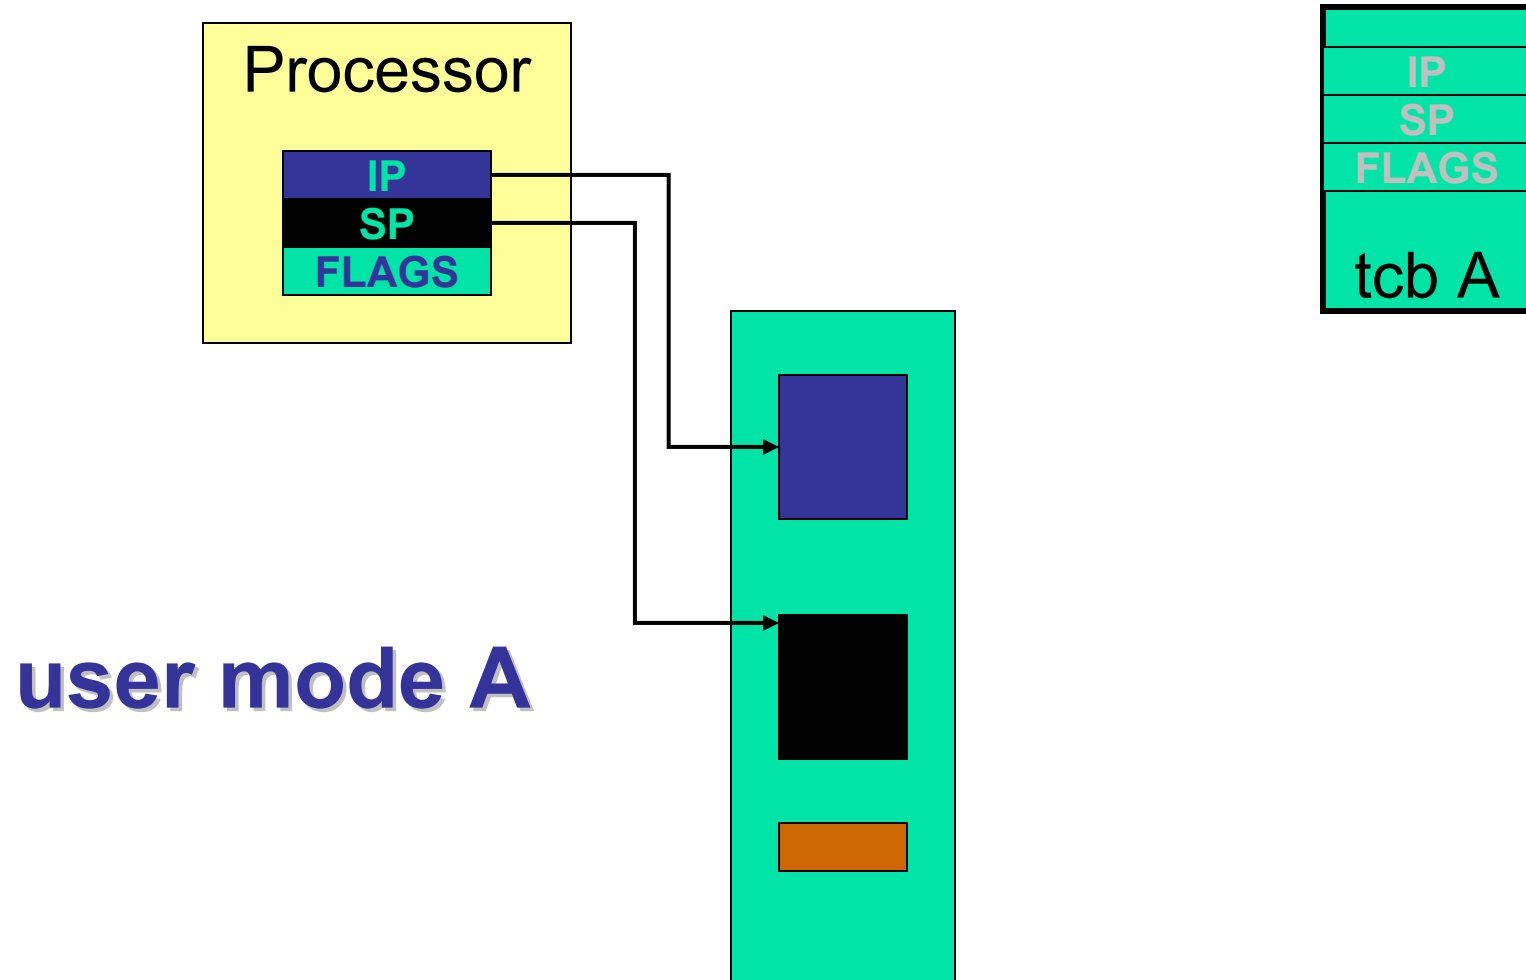 Processor
IP
SP
FLAGS
IP
SP
FLAGS
tcb A
user mode A